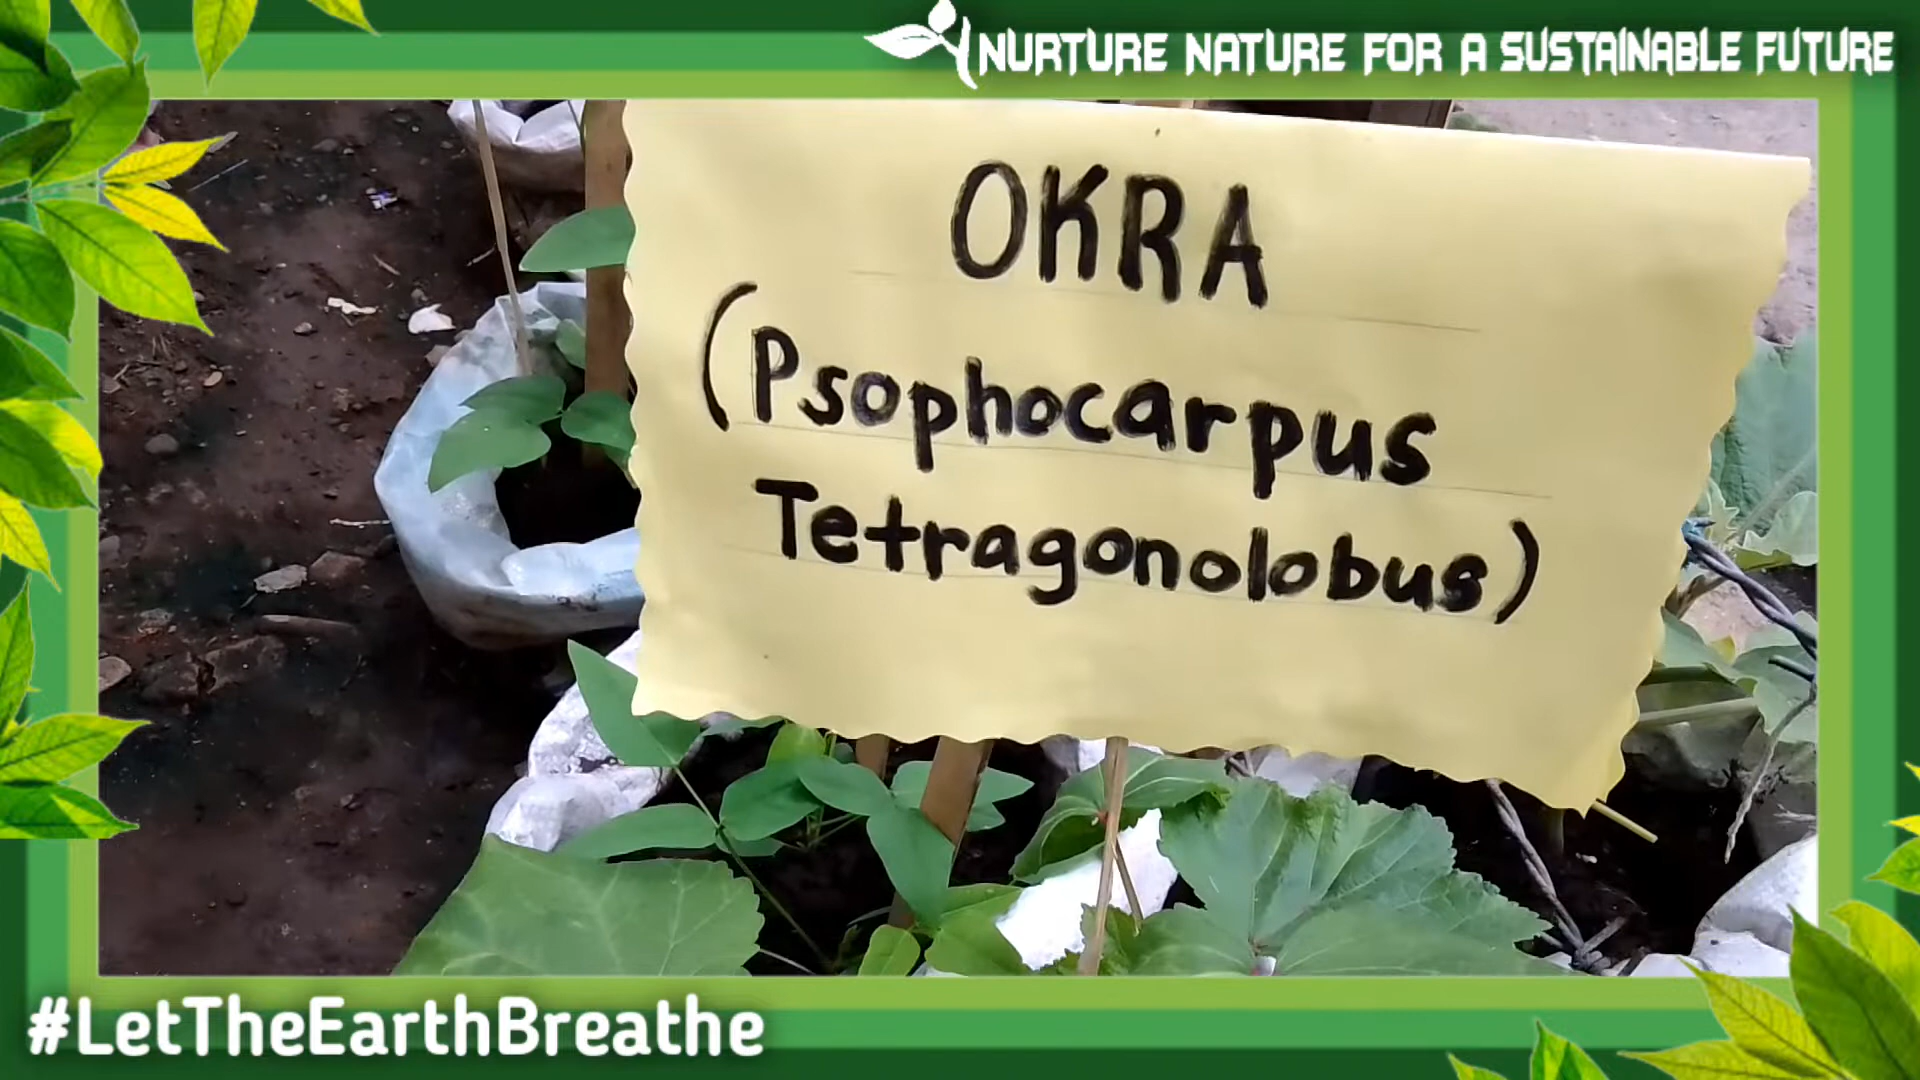 NURTURE NATURE FOR A SUSTAINABLE FUTURE
OKRA
(Psophocarpus
Tetragonolobus)
#LetTheEarthBreathe